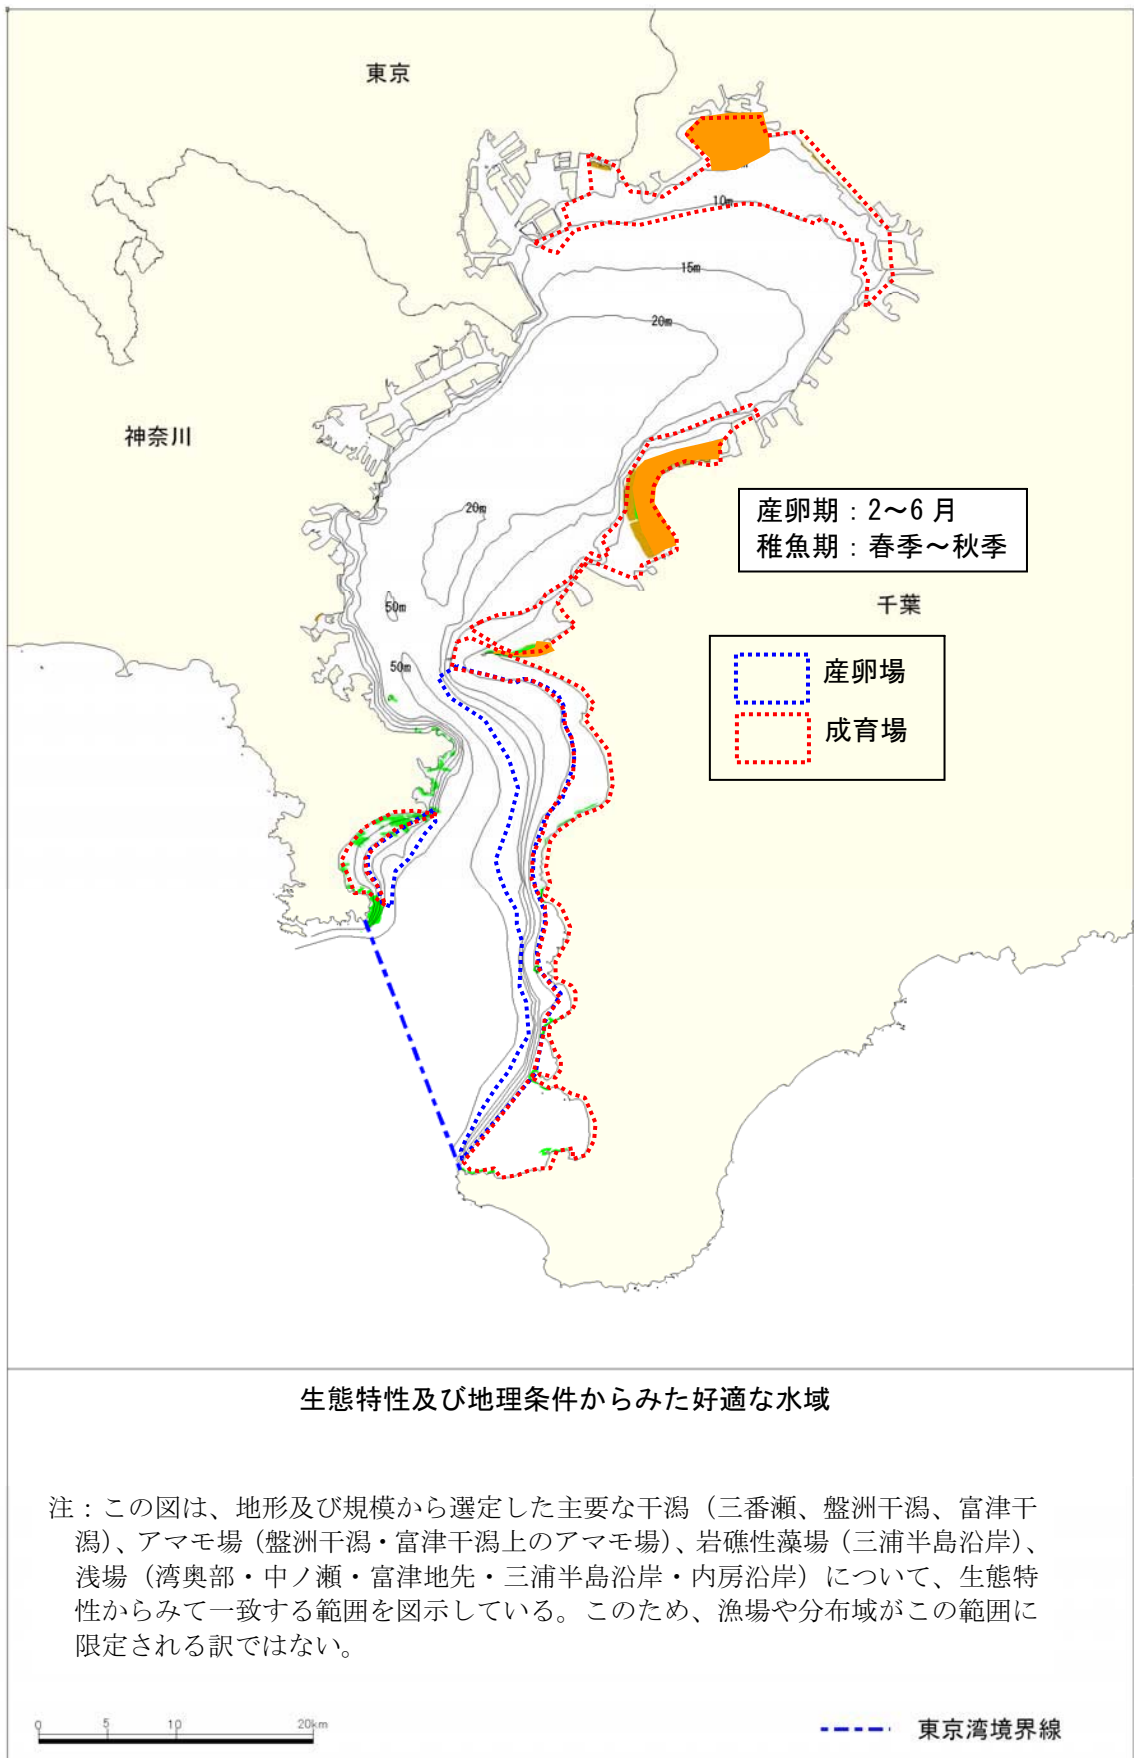 東京
10m
15m
20m
神奈川
20m
産卵期：2～6 月
稚魚期：春季～秋季
千葉
50m
50m
産卵場
成育場
生態特性及び地理条件からみた好適な水域
注：この図は、地形及び規模から選定した主要な干潟（三番瀬、盤洲干潟、富津干
潟）、アマモ場（盤洲干潟・富津干潟上のアマモ場）、岩礁性藻場（三浦半島沿岸）、
浅場（湾奥部・中ノ瀬・富津地先・三浦半島沿岸・内房沿岸）について、生態特
性からみて一致する範囲を図示している。このため、漁場や分布域がこの範囲に
限定される訳ではない。
0 5 10 20km
東京湾境界線